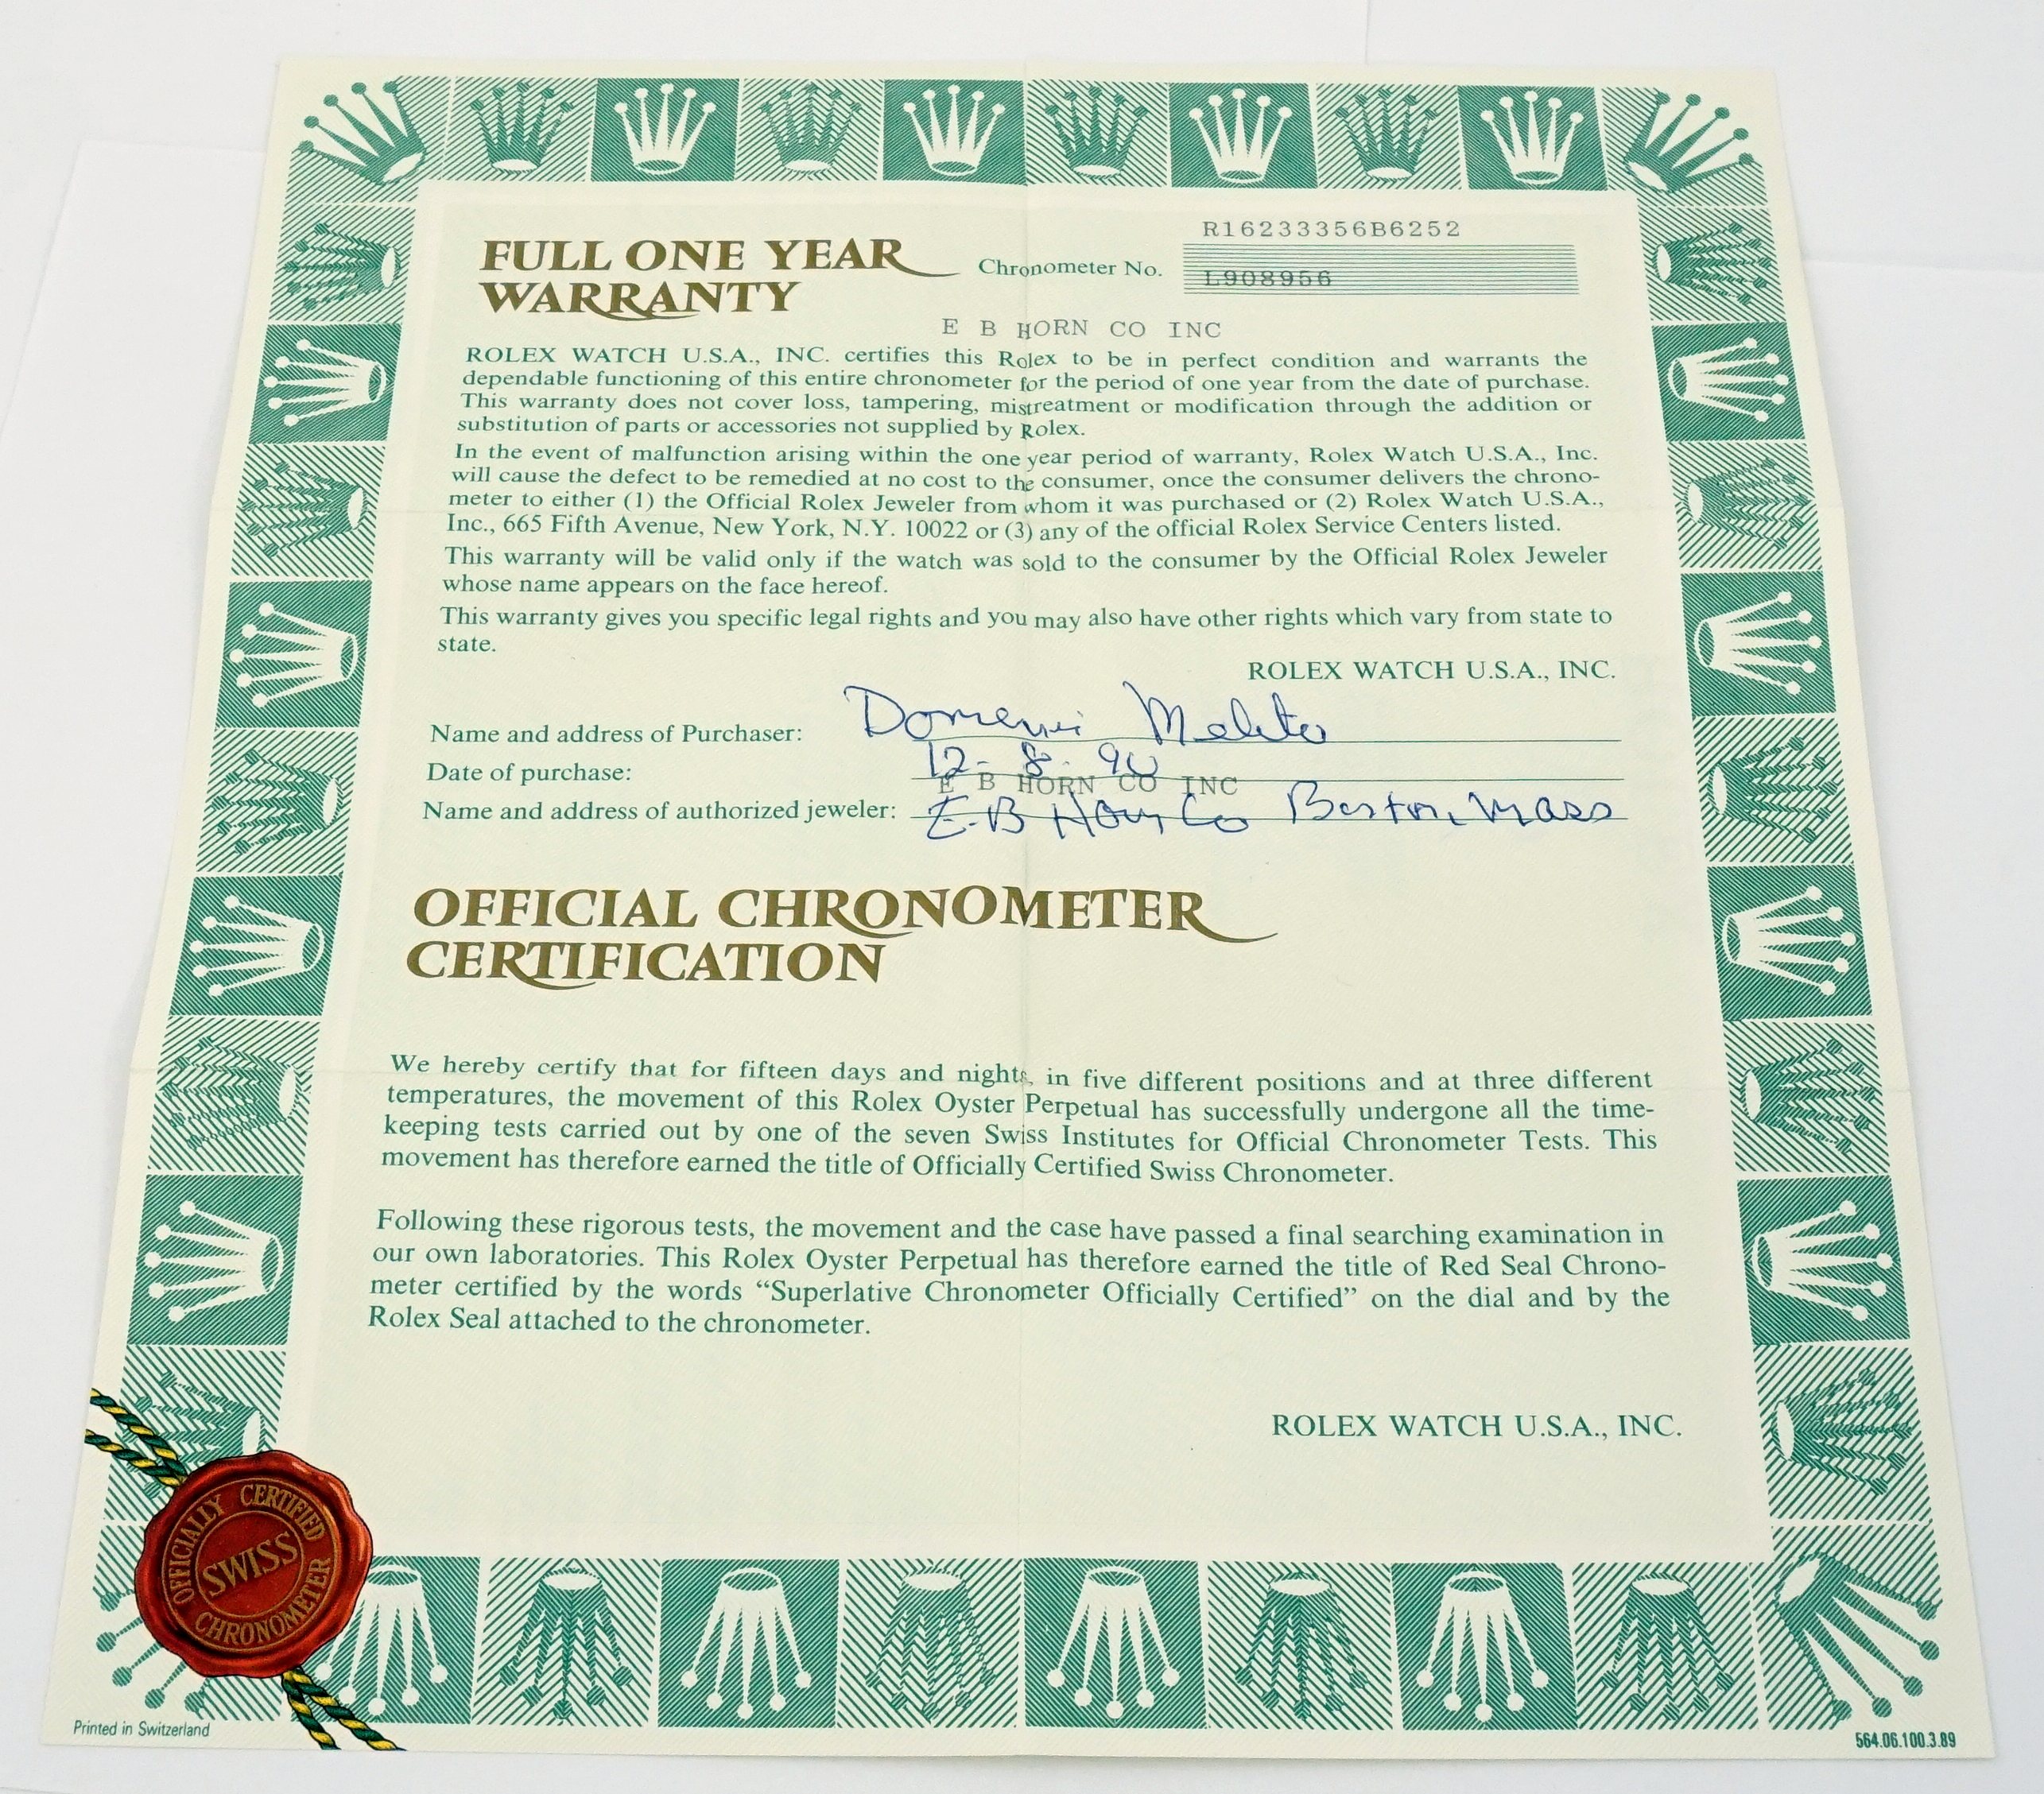 R16233356B6252
FULL ONE YEAR
WARRANTY
Chronometer No.
L908956
E B HORN CO INC
ROLEX WATCH U.S.A., INC. certifies this Rolex to be in perfect condition and warrants the
dependable functioning of this entire chronometer for the period of one year from the date of purchase.
This warranty does not cover loss, tampering, mistreatment or modification through the addition or
substitution of parts or accessories not supplied by Rolex.
In the event of malfunction arising within the one year period of warranty, Rolex Watch U.S.A., Inc.
will cause the defect to be remedied at no cost to the consumer, once the consumer delivers the chrono-
meter to either (1) the Official Rolex Jeweler from whom it was purchased or (2) Rolex Watch U.S.A.,
Inc., 665 Fifth Avenue, New York, N.Y. 10022 or (3) any of the official Rolex Service Centers listed.
This warranty will be valid only if the watch was sold to the consumer by the Official Rolex Jeweler
whose name appears on the face hereof.
This warranty gives you specific legal rights and you may also have other rights which vary from state to
state.
ROLEX WATCH U.S.A., INC.
Name and address of Purchaser:
Date of purchase: 12-8-90
E B HORN CO INC
Name and address of authorized jeweler: E.B Horn Co Boston, Mass
OFFICIAL CHRONOMETER
CERTIFICATION
We hereby certify that for fifteen days and nights, in five different positions and at three different
temperatures, the movement of this Rolex Oyster Perpetual has successfully undergone all the time-
keeping tests carried out by one of the seven Swiss Institutes for Official Chronometer Tests. This
movement has therefore earned the title of Officially Certified Swiss Chronometer.
Following these rigorous tests, the movement and the case have passed a final searching examination in
our own laboratories. This Rolex Oyster Perpetual has therefore earned the title of Red Seal Chrono-
meter certified by the words “Superlative Chronometer Officially Certified” on the dial and by the
Rolex Seal attached to the chronometer.
ROLEX WATCH U.S.A., INC.
OFFICIALLY CERTIFIED
SWISS
CHRONOMETER
Printed in Switzerland
564.06.100.3.89